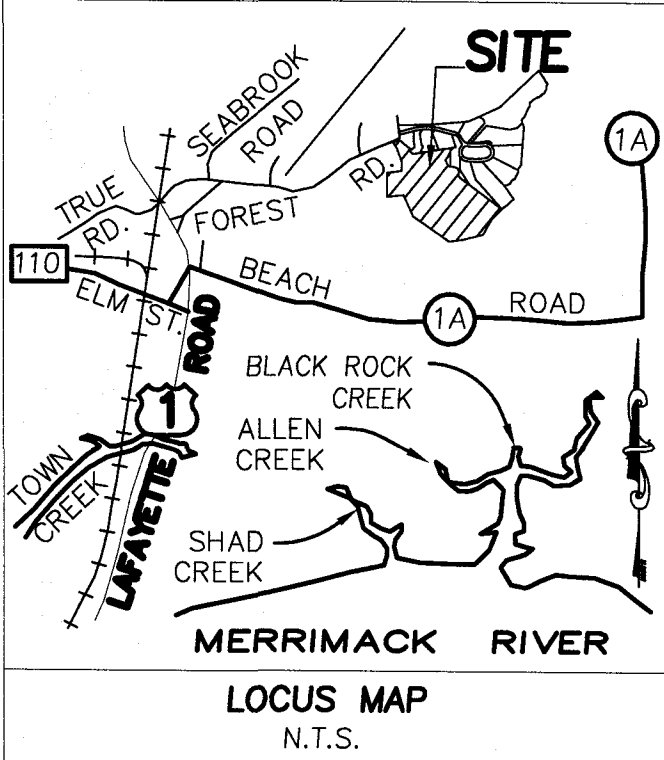 SITE
SEABROOK
ROAD
1A
TRUE
RD.
RD.
FOREST
110
BEACH
ELM ST.
1A
ROAD
ROAD
BLACK ROCK
CREEK
1
ALLEN
CREEK
TOWN
CREEK
LAFAYETTE
SHAD
CREEK
MERRIMACK RIVER
LOCUS MAP
N.T.S.